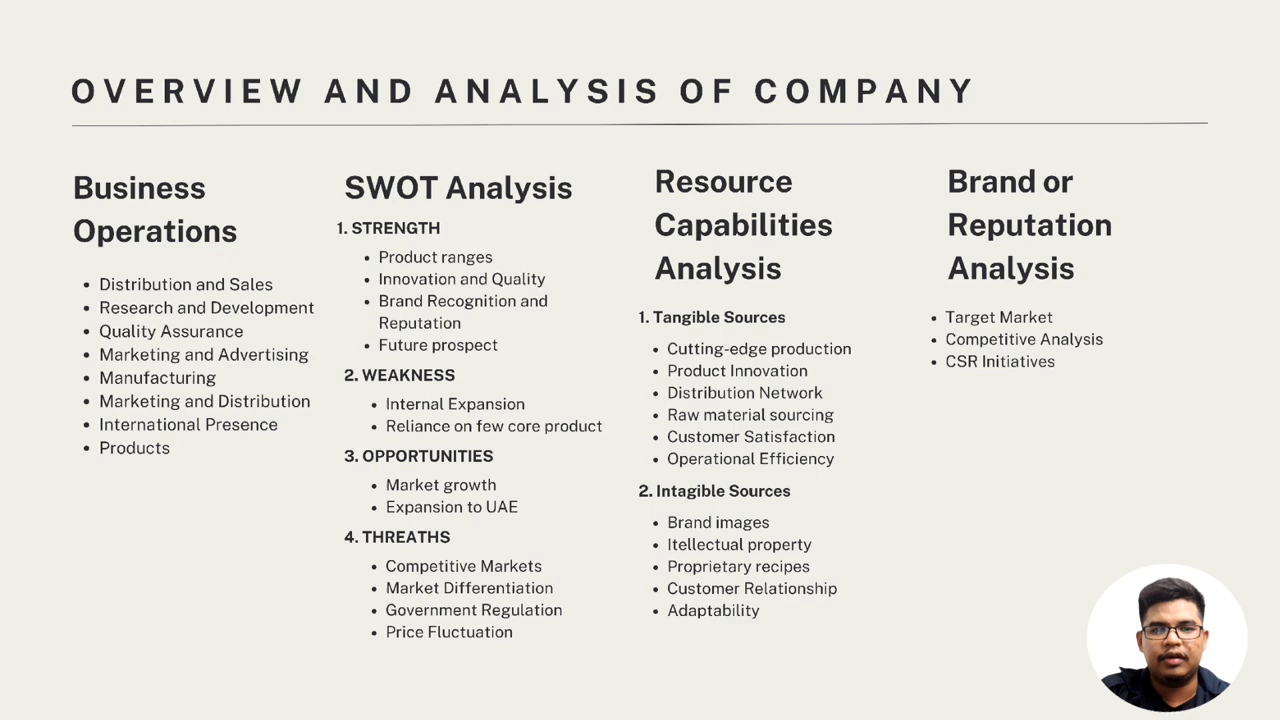 OVERVIEW AND ANALYSIS OF COMPANY
Business
Operations
• Distribution and Sales
• Research and Development
• Quality Assurance
• Marketing and Advertising
• Manufacturing
• Marketing and Distribution
• International Presence
• Products
SWOT Analysis
1. STRENGTH
• Product ranges
• Innovation and Quality
• Brand Recognition and
Reputation
• Future prospect
2. WEAKNESS
• Internal Expansion
• Reliance on few core product
3. OPPORTUNITIES
• Market growth
• Expansion to UAE
4. THREATHS
• Competitive Markets
• Market Differentiation
• Government Regulation
• Price Fluctuation
Resource
Capabilities
Analysis
1. Tangible Sources
• Cutting-edge production
• Product Innovation
• Distribution Network
• Raw material sourcing
• Customer Satisfaction
• Operational Efficiency
2. Intagible Sources
• Brand images
• Itellectual property
• Proprietary recipes
• Customer Relationship
• Adaptability
Brand or
Reputation
Analysis
• Target Market
• Competitive Analysis
• CSR Initiatives